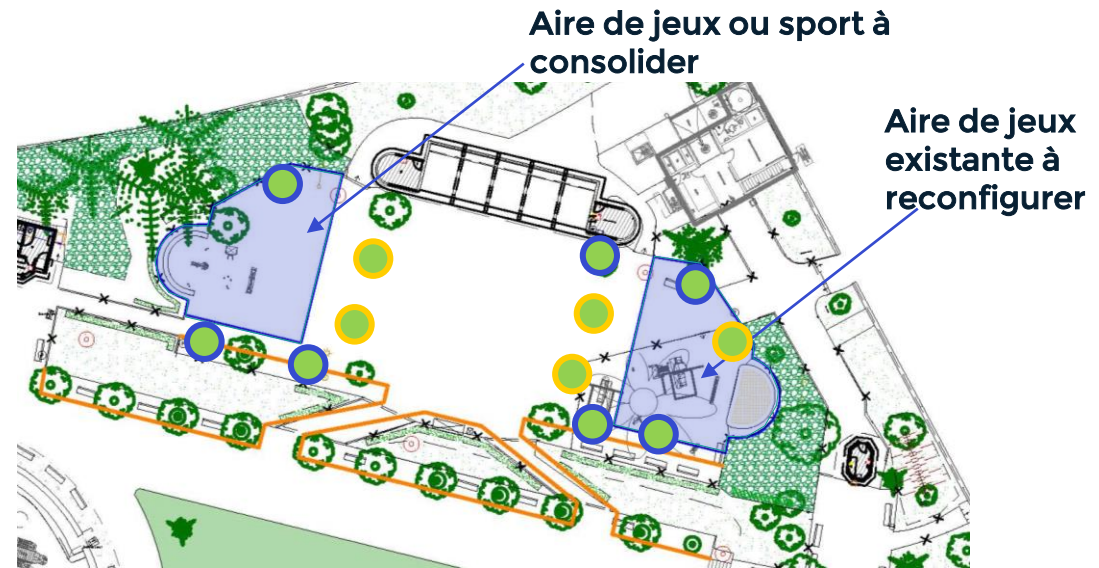 Aire de jeux ou sport à
consolider
Aire de jeux
existante à
reconfigurer